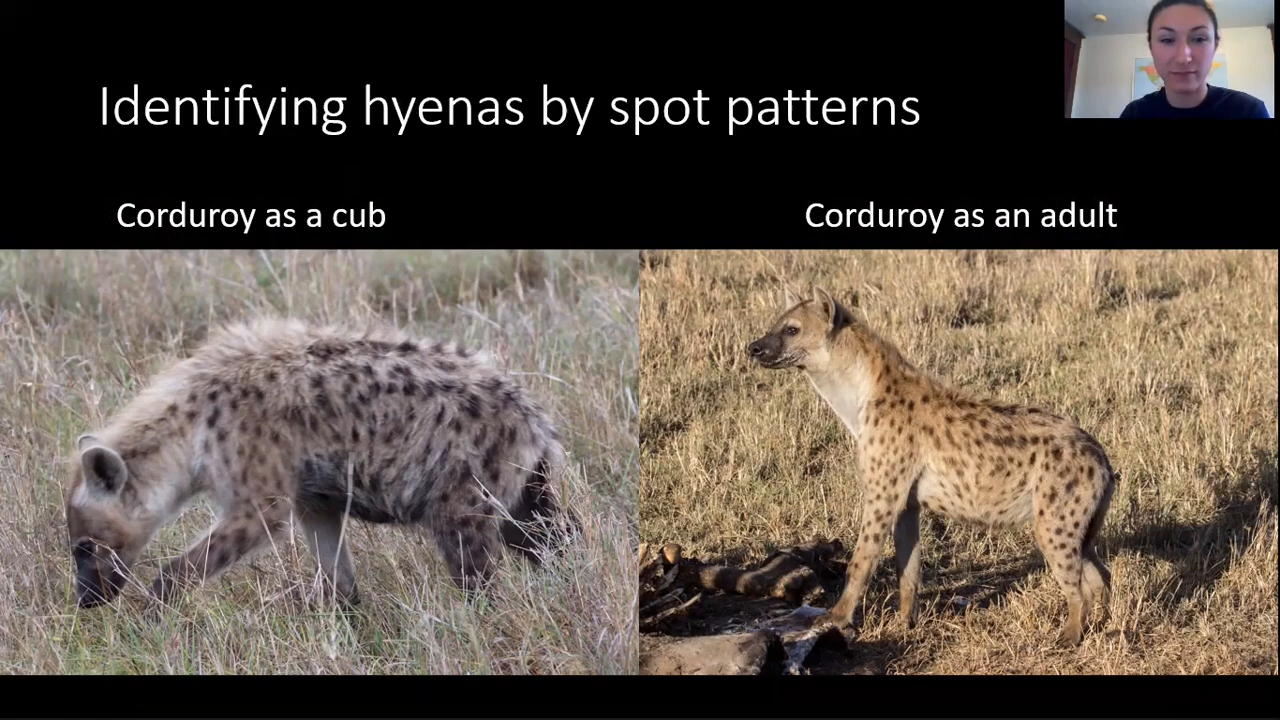 Identifying hyenas by spot patterns
Corduroy as a cub
Corduroy as an adult